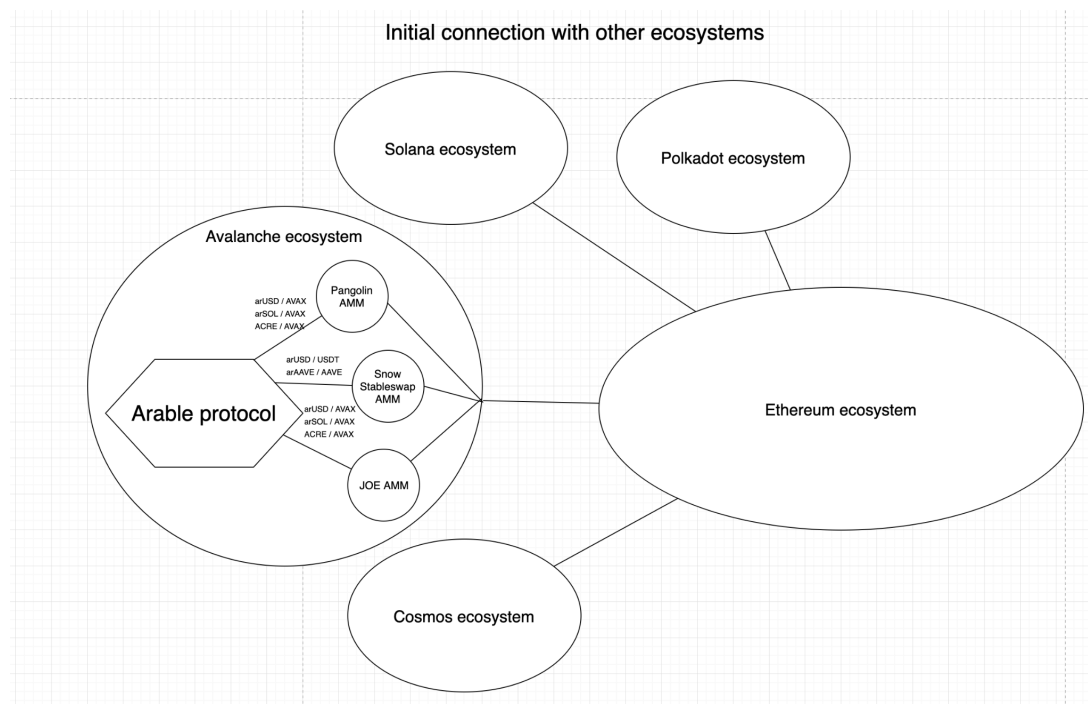 Initial connection with other ecosystems
Solana ecosystem
Polkadot ecosystem
Avalanche ecosystem
Pangolin
AMM
arUSD / AVAX
arSOL / AVAX
ACRE / AVAX
arUSD / USDT
arAAVE / AAVE
Snow
Stableswap
AMM
Arable protocol
arUSD / AVAX
arSOL / AVAX
ACRE / AVAX
JOE AMM
Ethereum ecosystem
Cosmos ecosystem